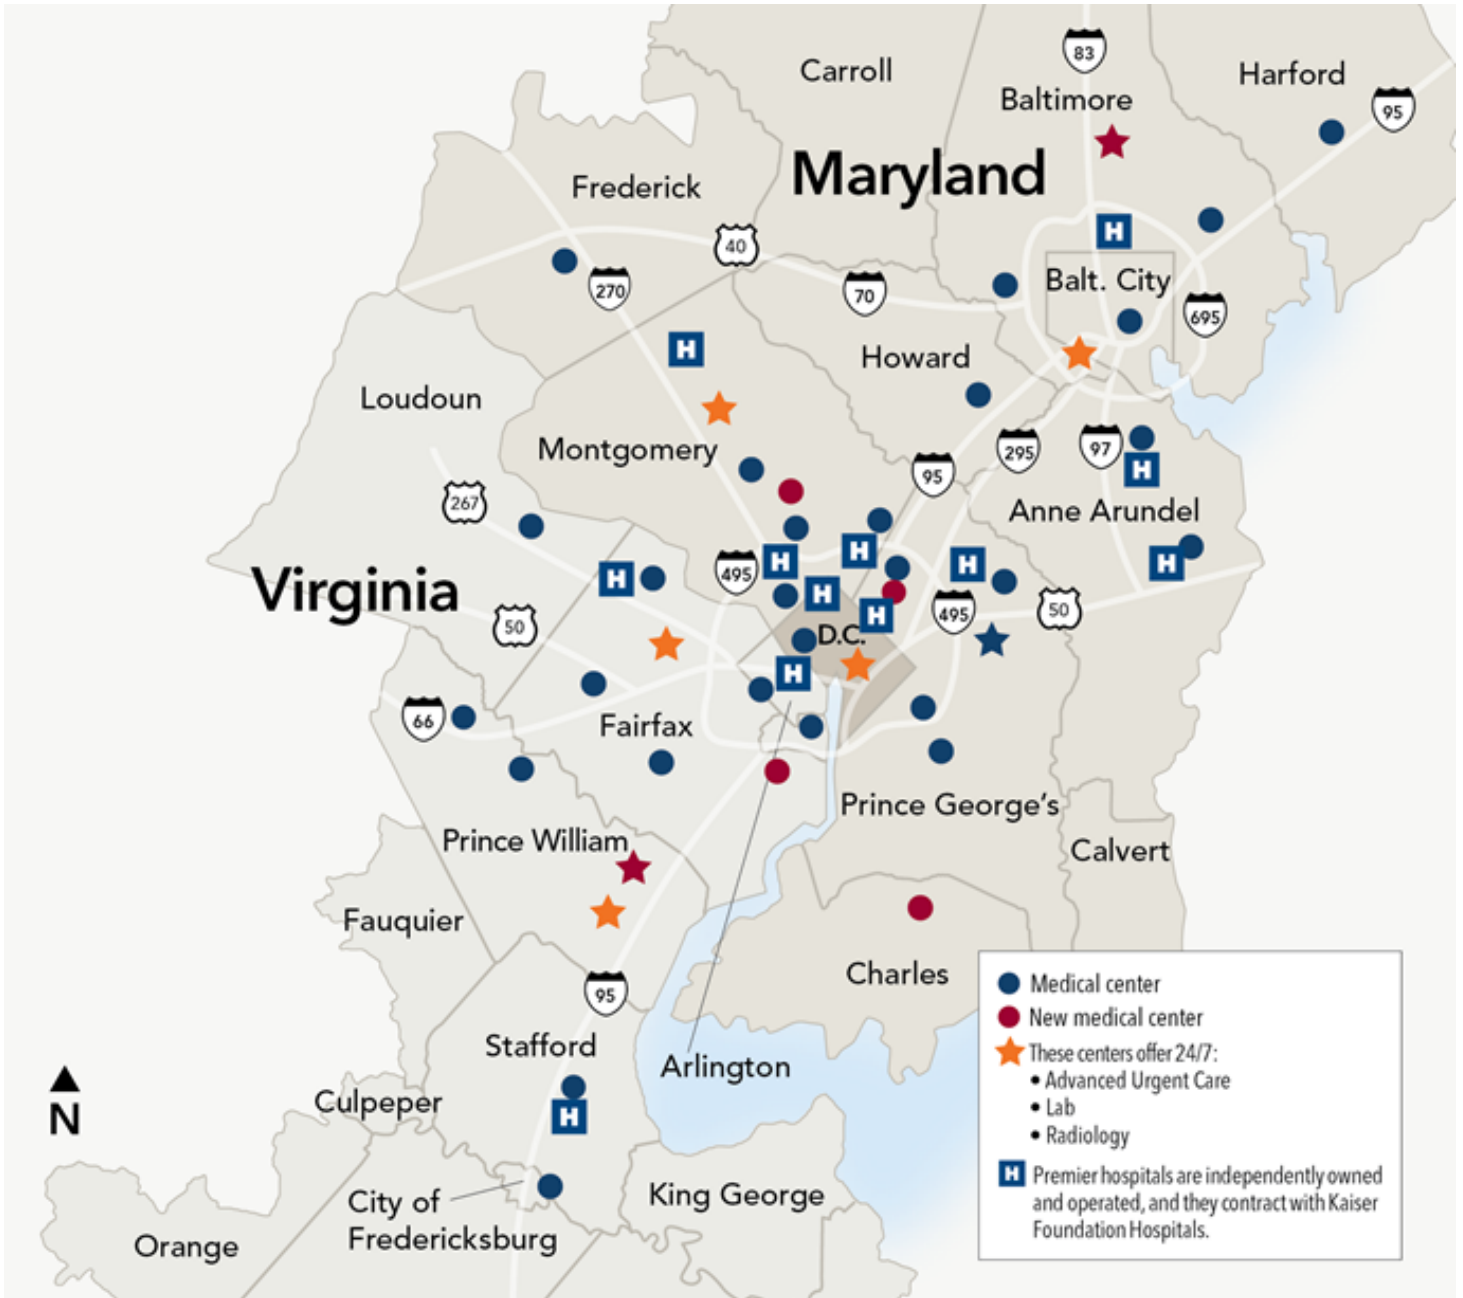 83
Carroll
Harford
Baltimore
95
Maryland
Frederick
40
H
Balt. City
270
70
695
H
Howard
Loudoun
Montgomery
295
97
95
H
267
Anne Arundel
H
H
H
H
495
H
Virginia
H
H
495
50
50
D.C.
H
66
Fairfax
Prince George's
Prince William
Calvert
Fauquier
Charles
95
Stafford
Arlington
Culpeper
H
N
City of
Fredericksburg
King George
Orange
Medical center
New medical center
These centers offer 24/7:
• Advanced Urgent Care
• Lab
• Radiology
H Premier hospitals are independently owned
and operated, and they contract with Kaiser
Foundation Hospitals.